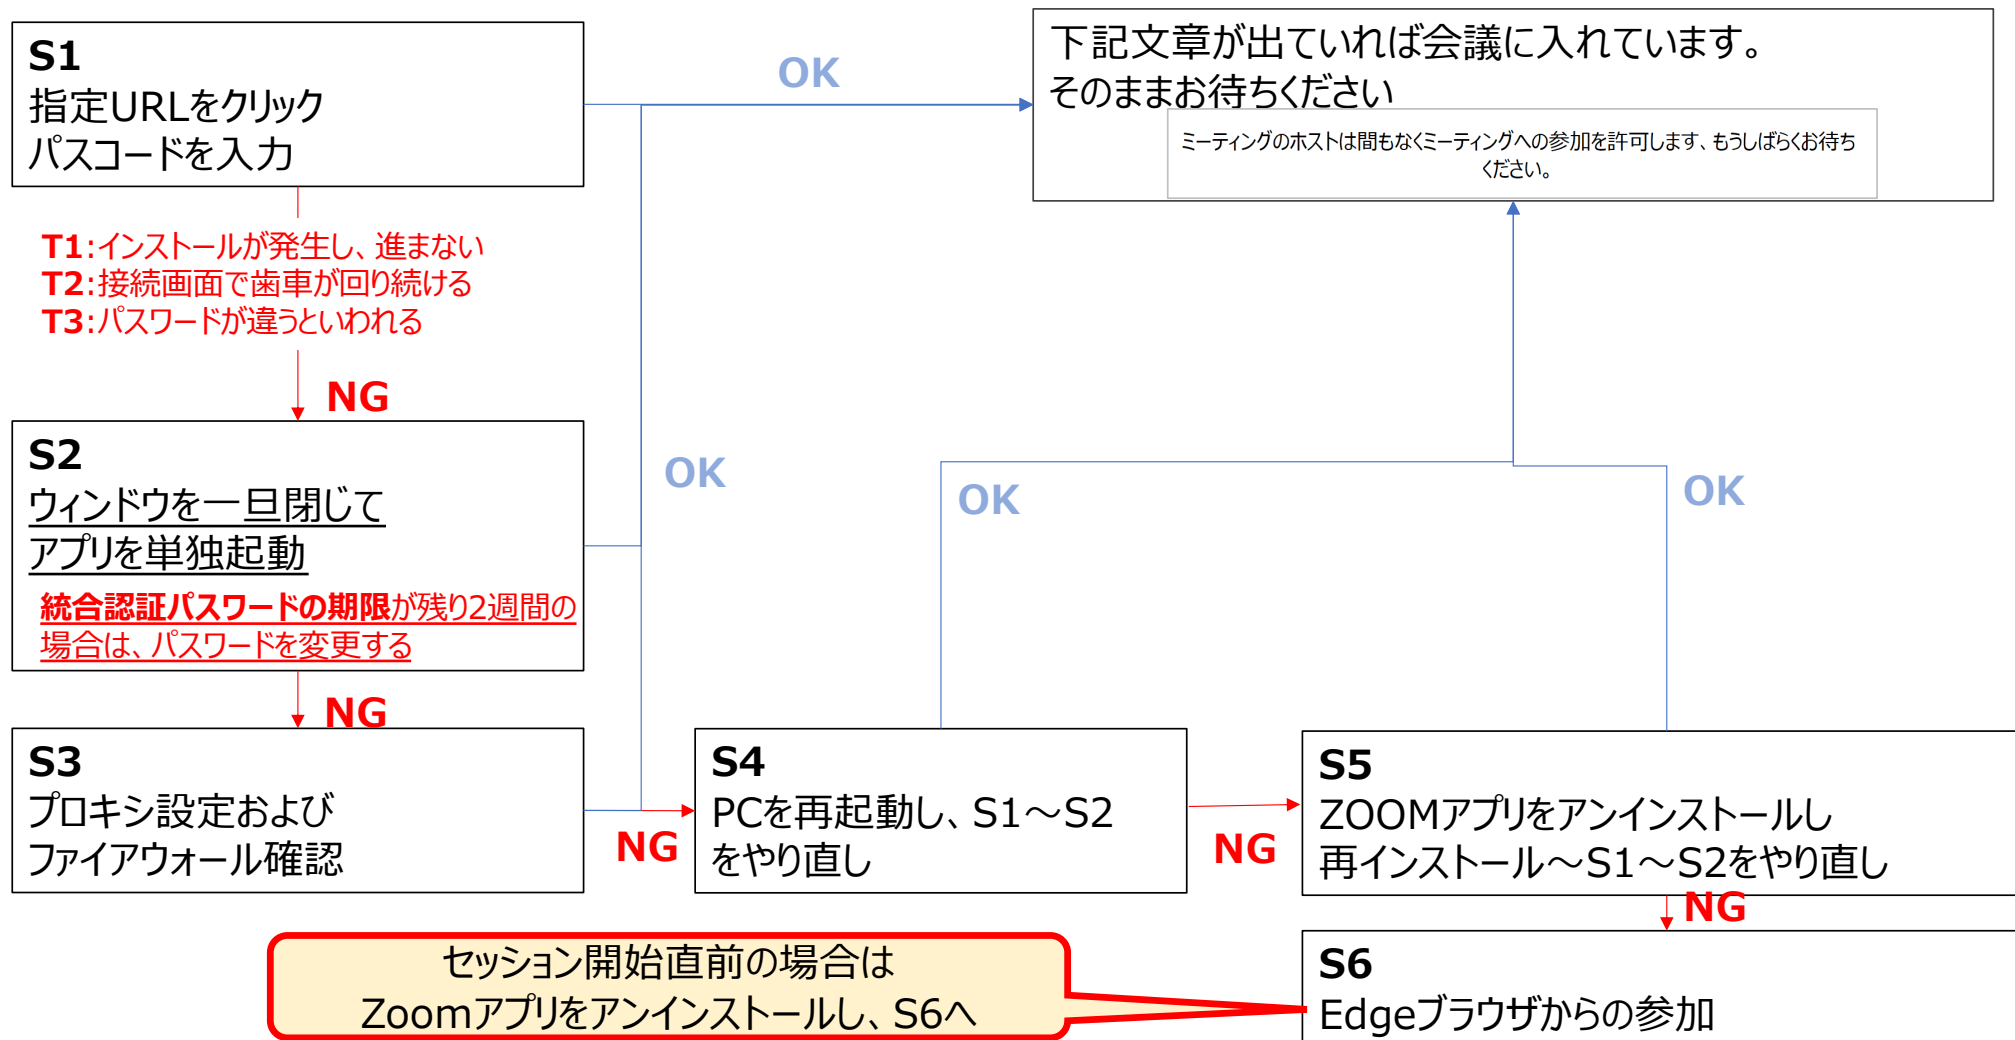 S1
指定URLをクリック
パスコードを入力
OK
下記文章が出ていれば会議に入れています。
そのままお待ちください
ミーティングのホストは間もなくミーティングへの参加を許可します、もうしばらくお待ち
ください。
T1:インストールが発生し、進まない
T2:接続画面で歯車が回り続ける
T3:パスワードが違うといわれる
NG
S2
ウィンドウを一旦閉じて
アプリを単独起動
統合認証パスワードの期限が残り2週間の
場合は、パスワードを変更する
OK
OK
OK
NG
S3
プロキシ設定および
ファイアウォール確認
NG
S4
PCを再起動し、S1~S2
をやり直し
NG
S5
ZOOMアプリをアンインストールし
再インストール~S1~S2をやり直し
NG
セッション開始直前の場合は
Zoomアプリをアンインストールし、S6へ
S6
Edgeブラウザからの参加